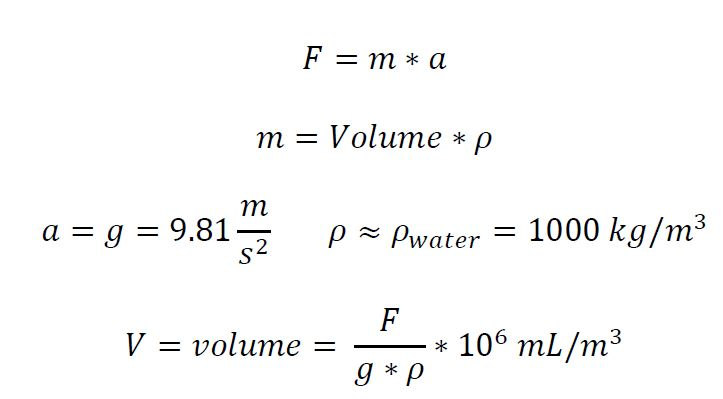 F = m * a
m = Volume * ρ
a = g = 9.81 m/s² ρ ≈ ρ_water = 1000 kg/m³
V = volume = F/(g * ρ) * 10⁶ mL/m³